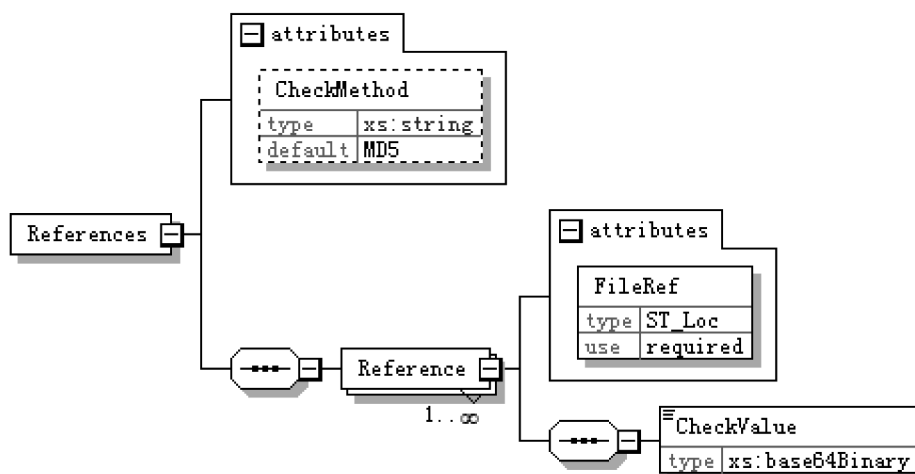 attributes
CheckMethod
type xs:string
default MD5
References
attributes
FileRef
type ST_Loc
use required
Reference
1..∞
CheckValue
type xs:base64Binary